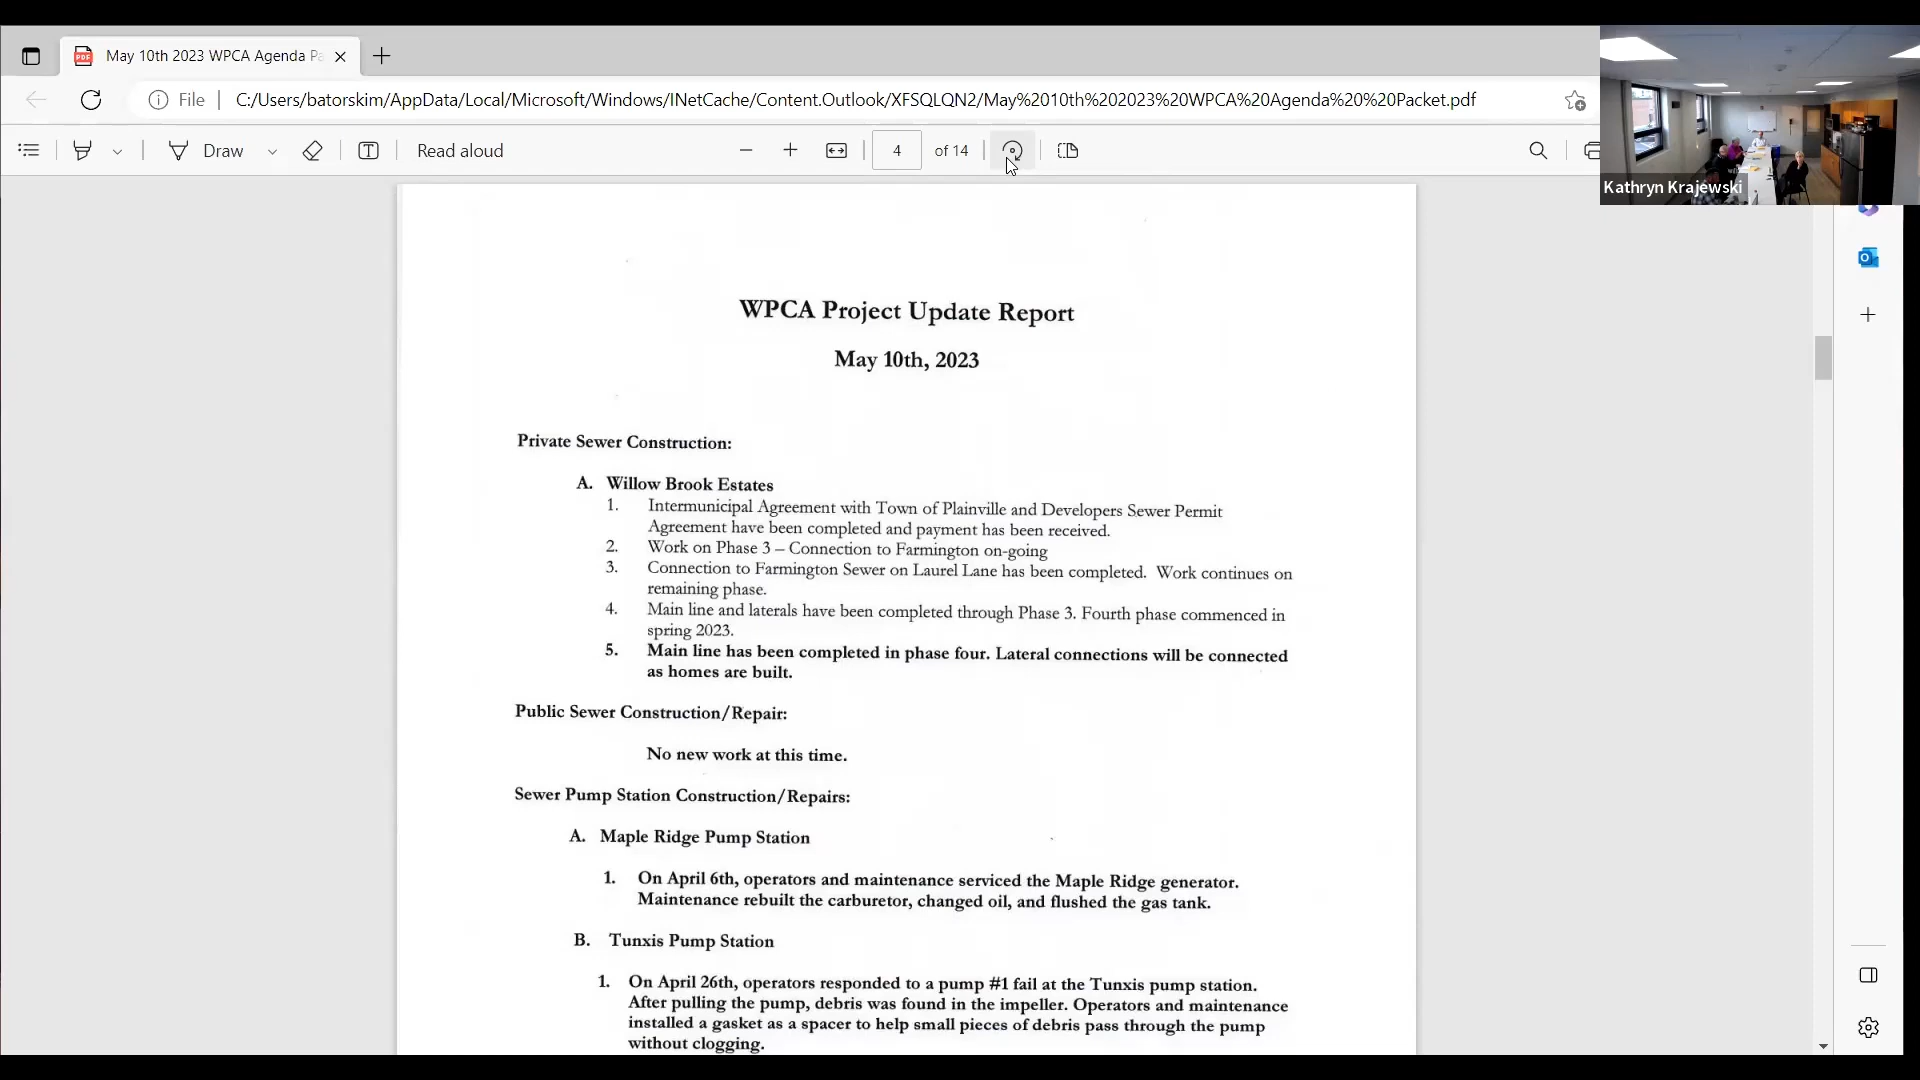 May 10th 2023 WPCA Agenda Pa
File
C:/Users/batorskim/AppData/Local/Microsoft/Windows/INetCache/Content.Outlook/XFSQLQN2/May%2010th%202023%20WPCA%20Agenda%20%20Packet.pdf
Draw
Read aloud
4 of 14
Kathryn Krajewski
WPCA Project Update Report
May 10th, 2023
Private Sewer Construction:
A. Willow Brook Estates
1. Intermunicipal Agreement with Town of Plainville and Developers Sewer Permit
Agreement have been completed and payment has been received.
2. Work on Phase 3 – Connection to Farmington on-going
3. Connection to Farmington Sewer on Laurel Lane has been completed. Work continues on
remaining phase.
4. Main line and laterals have been completed through Phase 3. Fourth phase commenced in
spring 2023.
5. Main line has been completed in phase four. Lateral connections will be connected
as homes are built.
Public Sewer Construction/Repair:
No new work at this time.
Sewer Pump Station Construction/Repairs:
A. Maple Ridge Pump Station
1. On April 6th, operators and maintenance serviced the Maple Ridge generator.
Maintenance rebuilt the carburetor, changed oil, and flushed the gas tank.
B. Tunxis Pump Station
1. On April 26th, operators responded to a pump #1 fail at the Tunxis pump station.
After pulling the pump, debris was found in the impeller. Operators and maintenance
installed a gasket as a spacer to help small pieces of debris pass through the pump
without clogging.